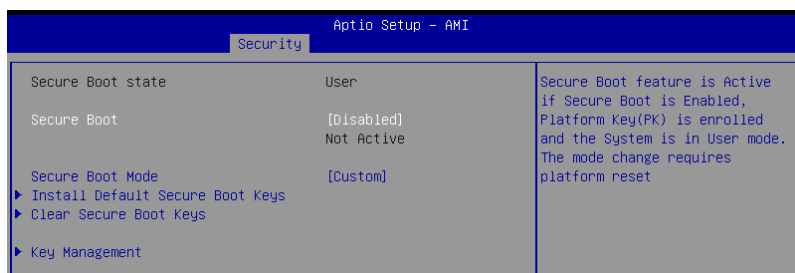 Aptio Setup – AMI
Security
Secure Boot state User
Secure Boot [Disabled]
Not Active
Secure Boot Mode [Custom]
Install Default Secure Boot Keys
Clear Secure Boot Keys
Key Management
Secure Boot feature is Active
if Secure Boot is Enabled,
Platform Key(PK) is enrolled
and the System is in User mode.
The mode change requires
platform reset